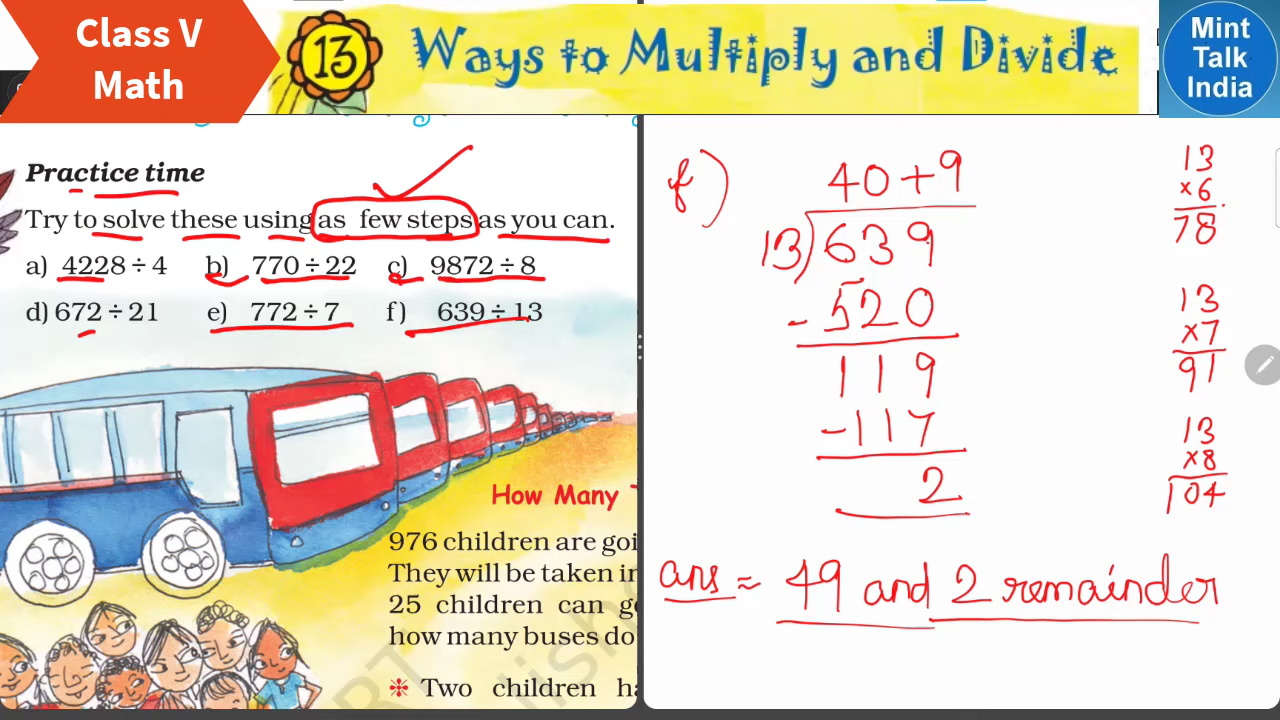 Class V
Math
13
Ways to Multiply and Divide
Mint
Talk
India
Practice time
Try to solve these using as few steps as you can.
a) 4228 ÷ 4 b) 770 ÷ 22 c) 9872 ÷ 8
d) 672 ÷ 21 e) 772 ÷ 7 f) 639 ÷ 13
How Many
976 children are goi
They will be taken in
25 children can g
how many buses do
Two children ha
f)
40+9
13)639
-520
119
-117
2
ans = 49 and 2 remainder
13
×6
78
13
×7
91
13
×8
104